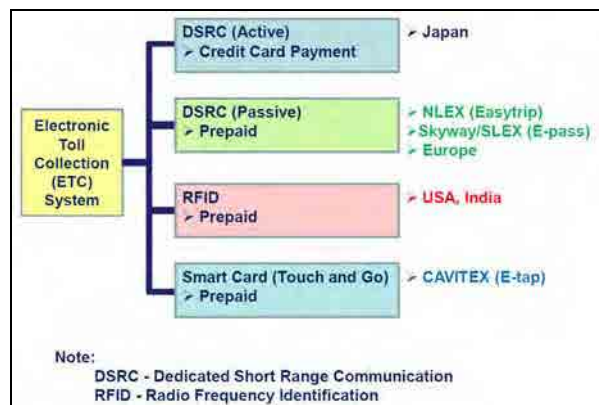 Electronic
Toll
Collection
(ETC)
System
DSRC (Active)
➢ Credit Card Payment
➢ Japan
DSRC (Passive)
➢ Prepaid
➢ NLEX (Easytrip)
➢ Skyway/SLEX (E-pass)
➢ Europe
RFID
➢ Prepaid
➢ USA, India
Smart Card (Touch and Go)
➢ Prepaid
➢ CAVITEX (E-tap)
Note:
DSRC - Dedicated Short Range Communication
RFID - Radio Frequency Identification